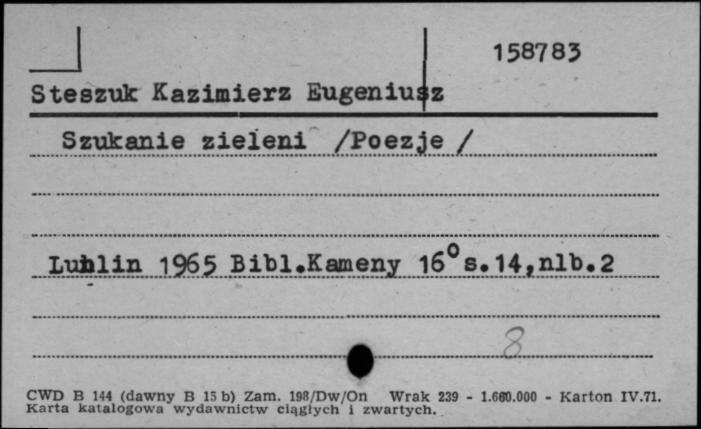 158783
Steszuk Kazimierz Eugeniusz
Szukanie zieleni /Poezje /
Lublin 1965 Bibl.Kameny 16° s.14,nlb.2
8
CWD B 144 (dawny B 15 b) Zam. 198/Dw/On Wrak 239 - 1.660.000 - Karton IV.71.
Karta katalogowa wydawnictw ciągłych i zwartych.